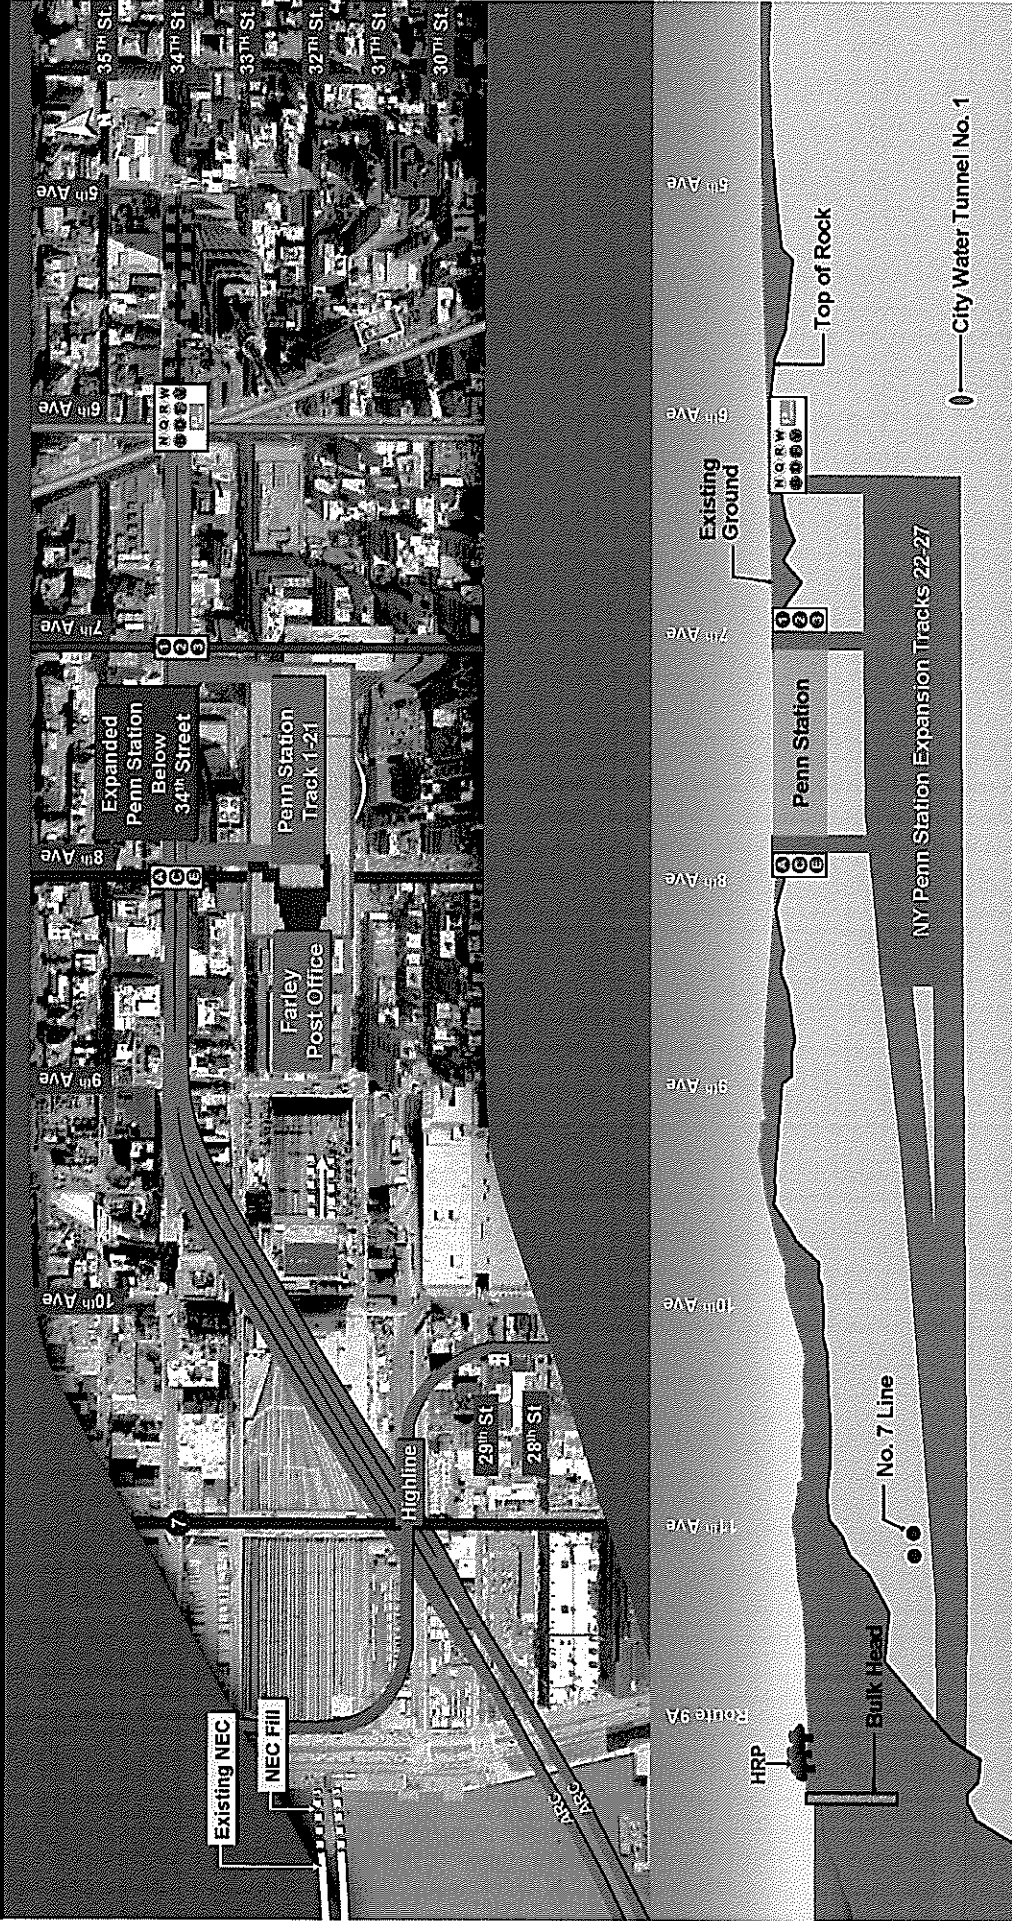 Existing NEC
NEC Fill
ARC
ARC
7
Highline
29th St
28th St
10th Ave
9th Ave
Farley
Post Office
8th Ave
A
C
E
Expanded
Penn Station
Below
34th Street
Penn Station
Track 1-21
7th Ave
1
2
3
6th Ave
N Q R W
B D F V
5th Ave
N
35TH St.
34TH St.
33TH St.
32TH St.
31TH St.
30TH St.
Route 9A
11th Ave
10th Ave
9th Ave
8th Ave
7th Ave
6th Ave
5th Ave
HRP
Bulk Head
No. 7 Line
A
C
E
Penn Station
1
2
3
Existing
Ground
N Q R W
B D F V
Top of Rock
NY Penn Station Expansion Tracks 22-27
City Water Tunnel No. 1